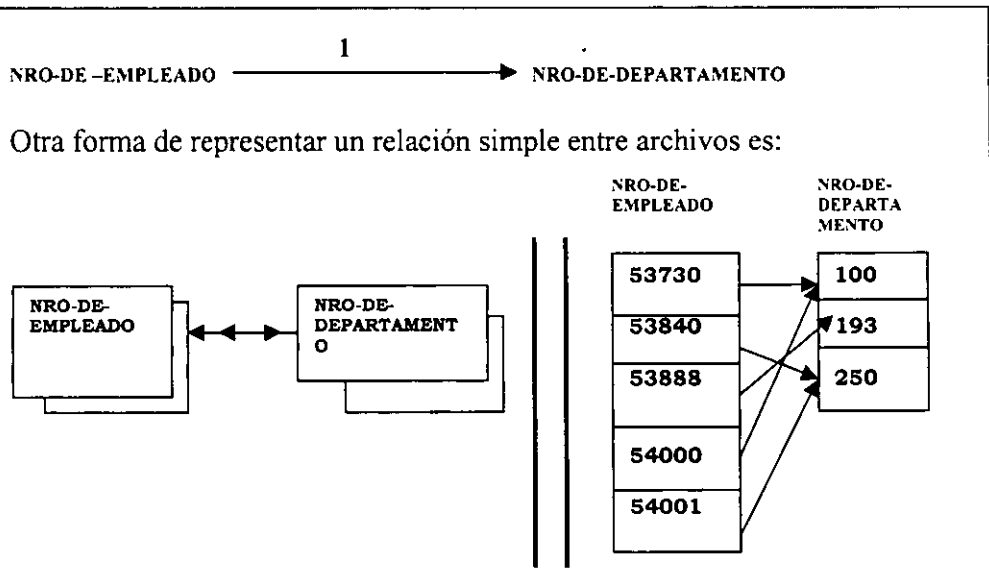 1
NRO-DE –EMPLEADO NRO-DE-DEPARTAMENTO
Otra forma de representar un relación simple entre archivos es:
NRO-DE-
EMPLEADO
NRO-DE-
DEPARTAMENT
O
NRO-DE-
EMPLEADO
53730
53840
53888
54000
54001
NRO-DE-
DEPARTA
MENTO
100
193
250